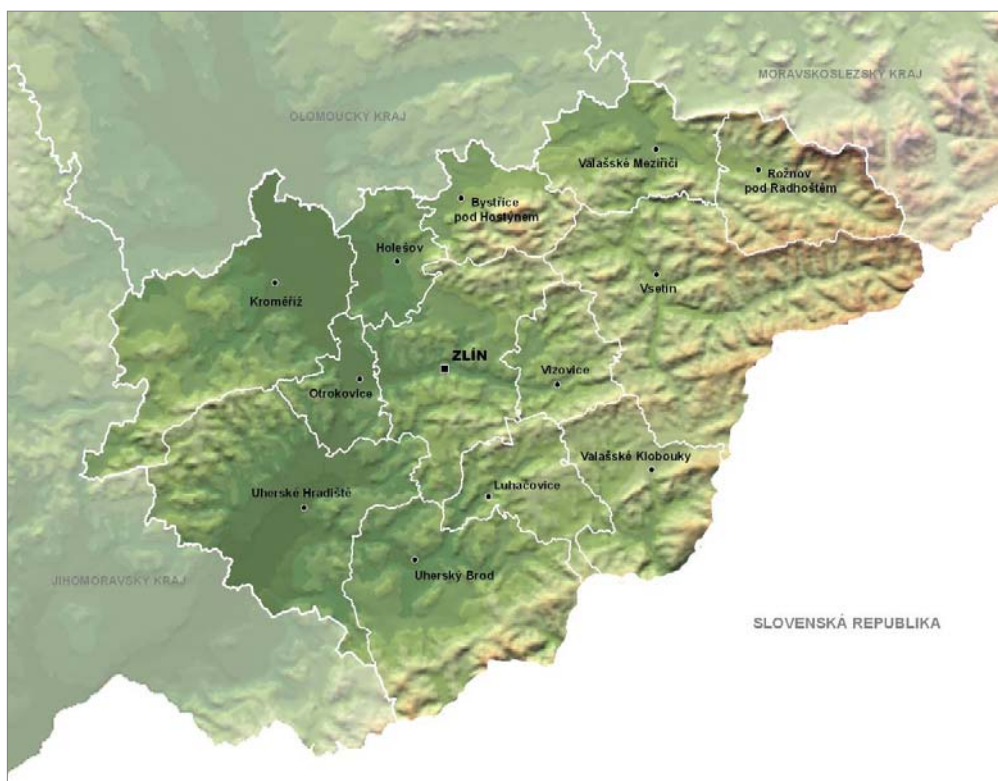 MORAVSKOSLEZSKÝ KRAJ
OLOMOUCKÝ KRAJ
Valašské Meziříčí
Rožnov
pod Radhoštěm
Bystřice
pod Hostýnem
Holešov
Vsetín
Kroměříž
ZLÍN
Otrokovice
Vizovice
Valašské Klobouky
Luhačovice
Uherské Hradiště
Uherský Brod
JIHOMORAVSKÝ KRAJ
SLOVENSKÁ REPUBLIKA